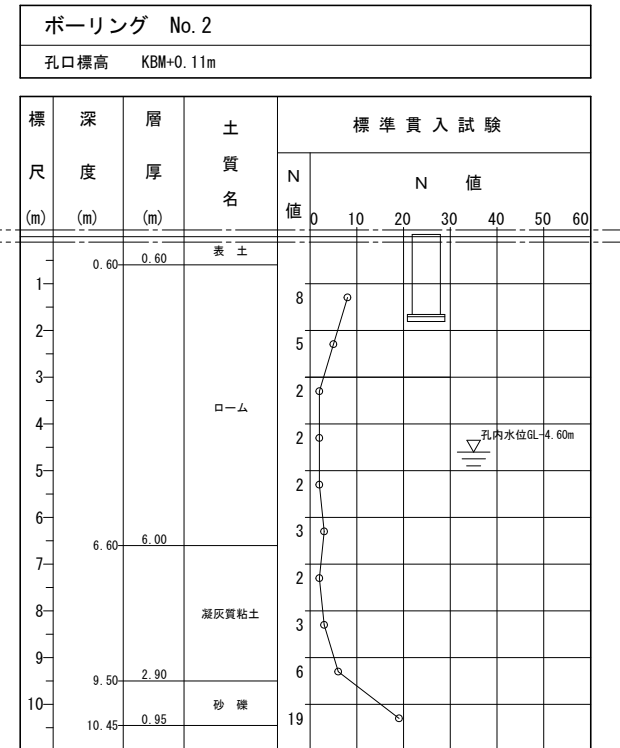 ボーリング No.2
孔口標高 KBM+0.11m
標尺(m)
深度(m)
層厚(m)
土質名
標準貫入試験
N値
N 値
0 10 20 30 40 50 60
表土
0.60 0.60
1 8
2 5
3 2
ローム
4 2
孔内水位GL-4.60m
5 2
6 3
6.60 6.00
7 2
凝灰質粘土
8 3
9 6
9.50 2.90
10 砂礫
19
10.45 0.95